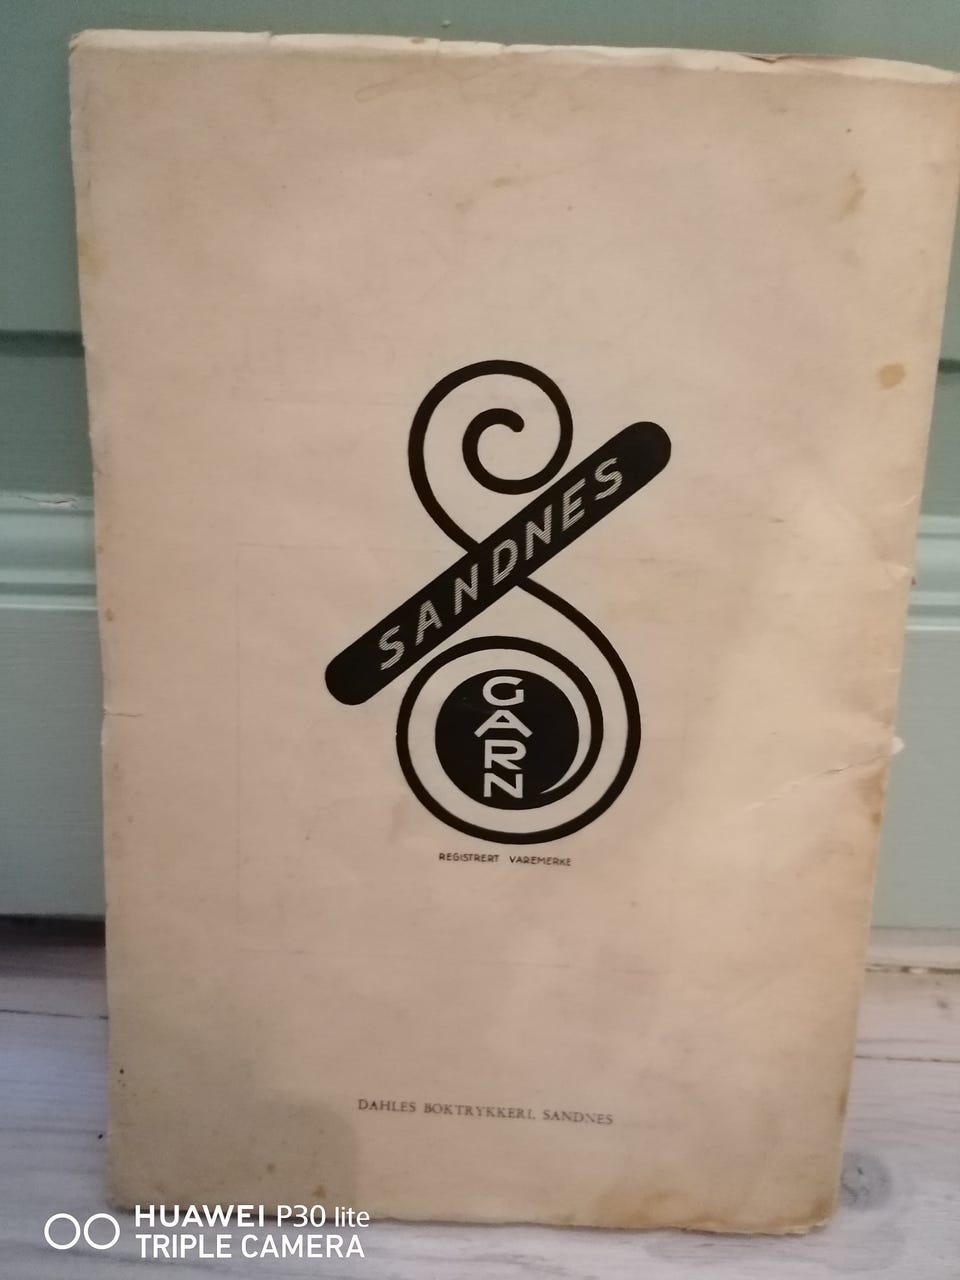 SANDNES
GARN
REGISTRERT VAREMERKE
DAHLES BOKTRYKKERI, SANDNES
HUAWEI P30 lite
TRIPLE CAMERA